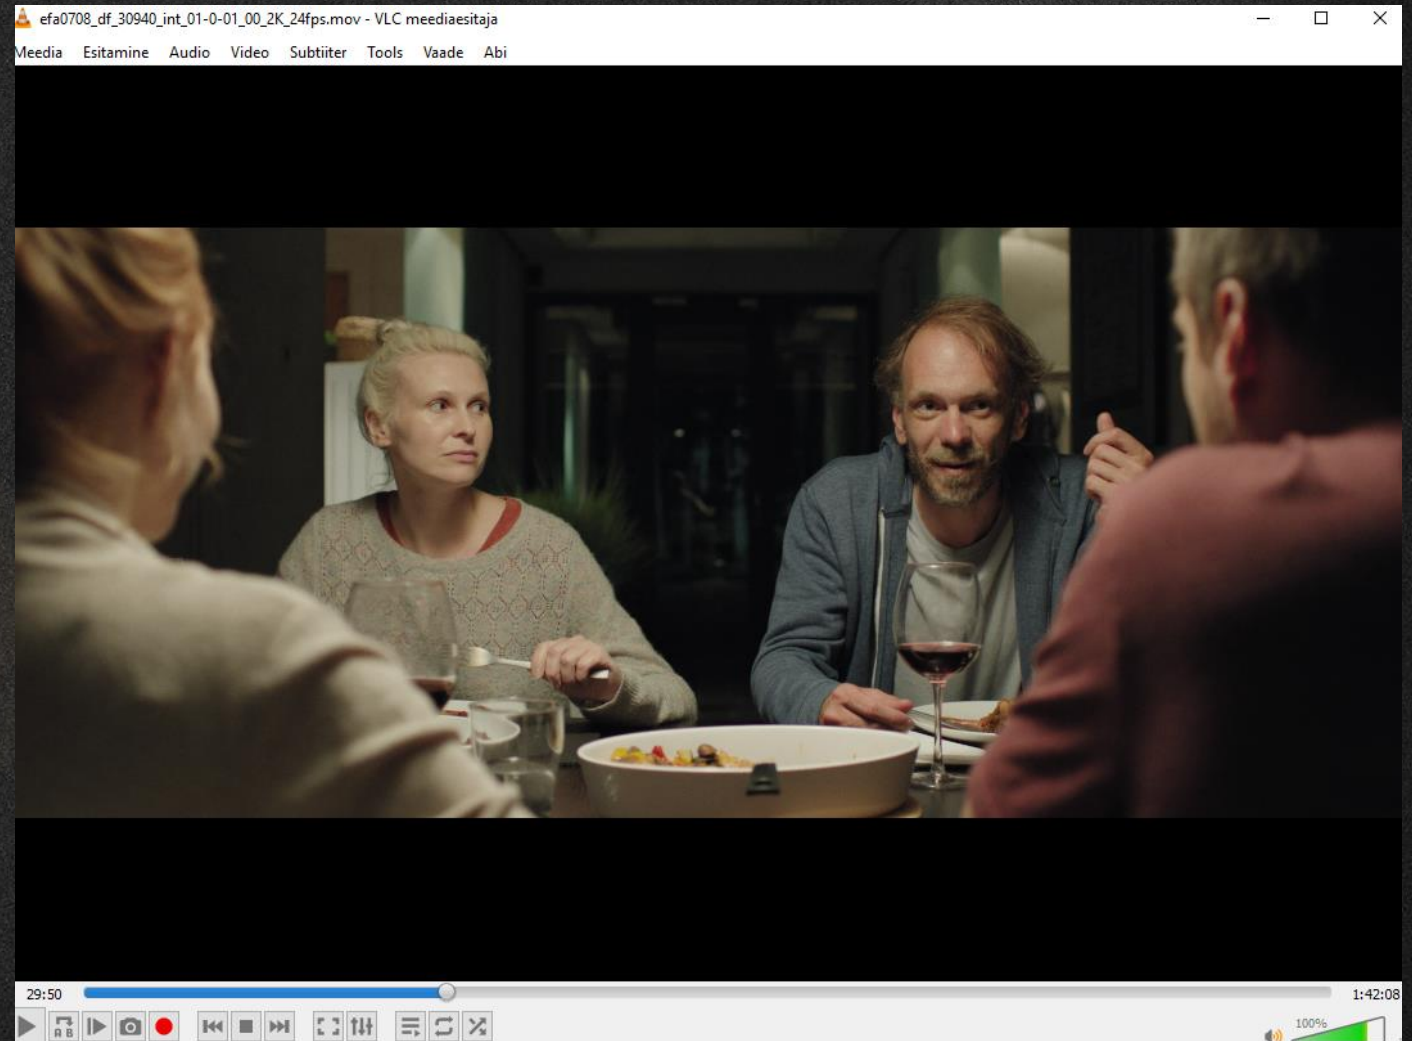 efa0708_df_30940_int_01-0-01_00_2K_24fps.mov - VLC meediaesitaja
Meedia Esitamine Audio Video Subtiiter Tools Vaade Abi
29:50 1:42:08
A B
100%